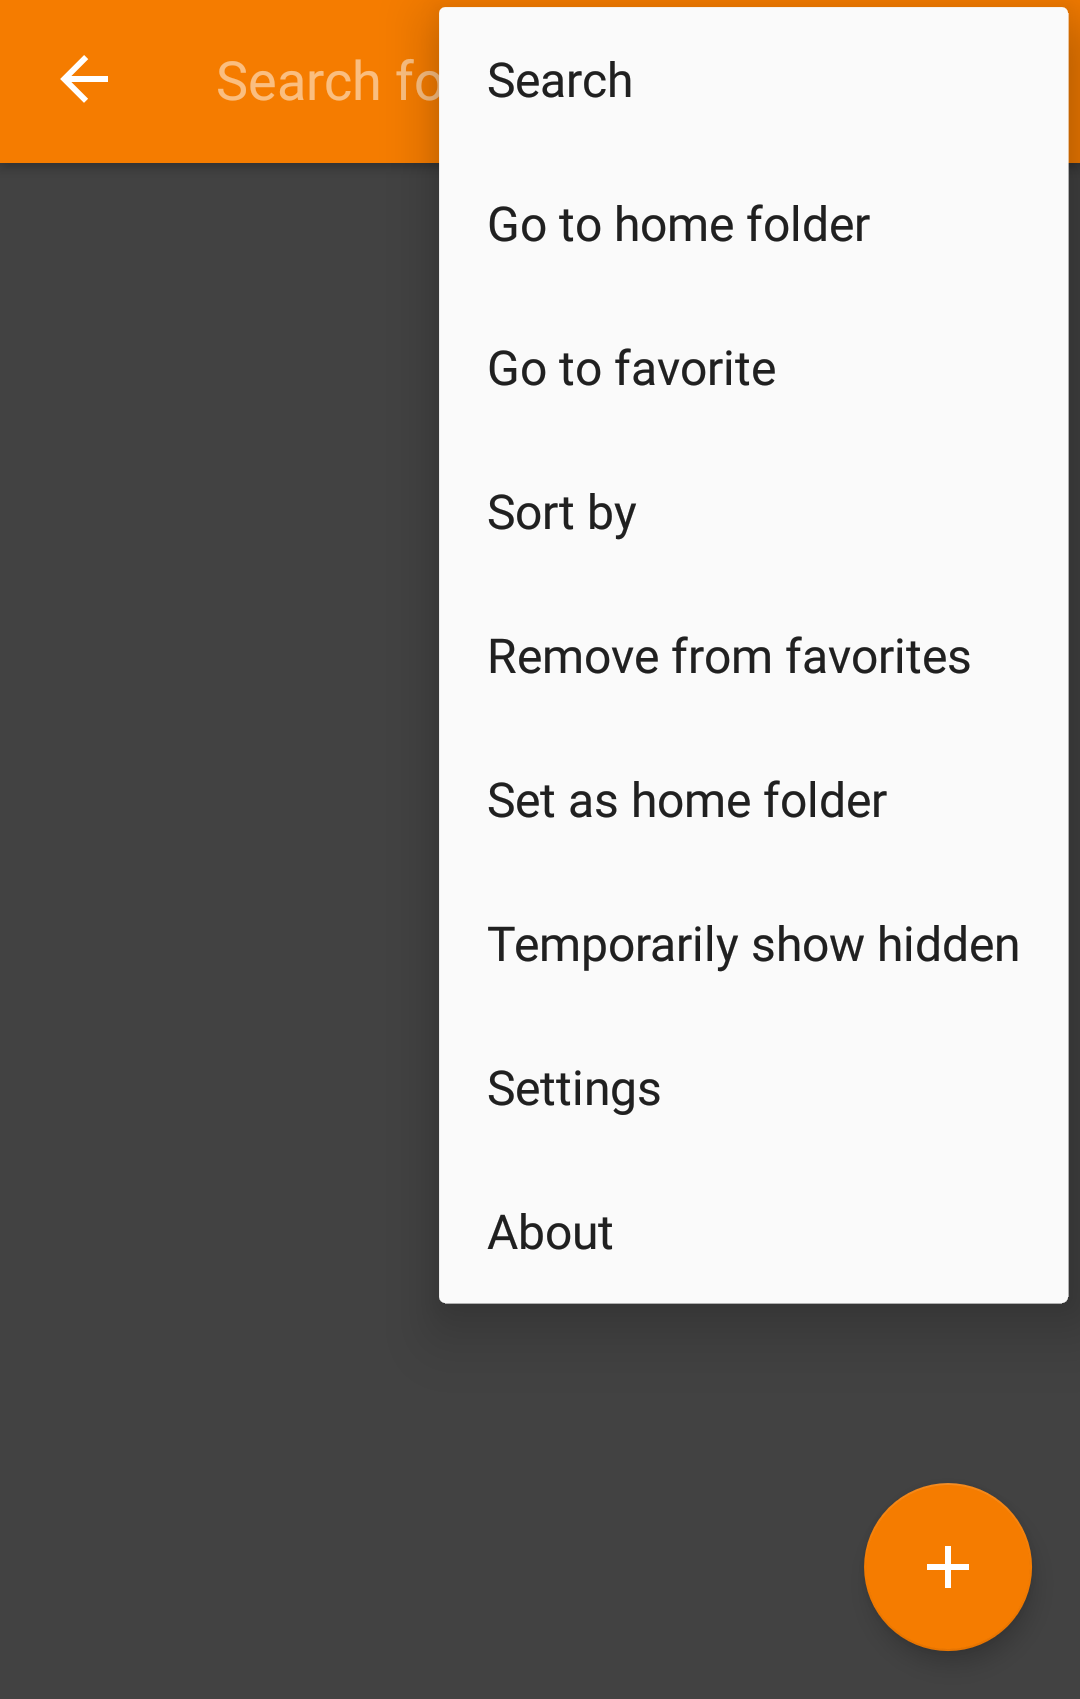 Search fo
Search
Go to home folder
Go to favorite
Sort by
Remove from favorites
Set as home folder
Temporarily show hidden
Settings
About